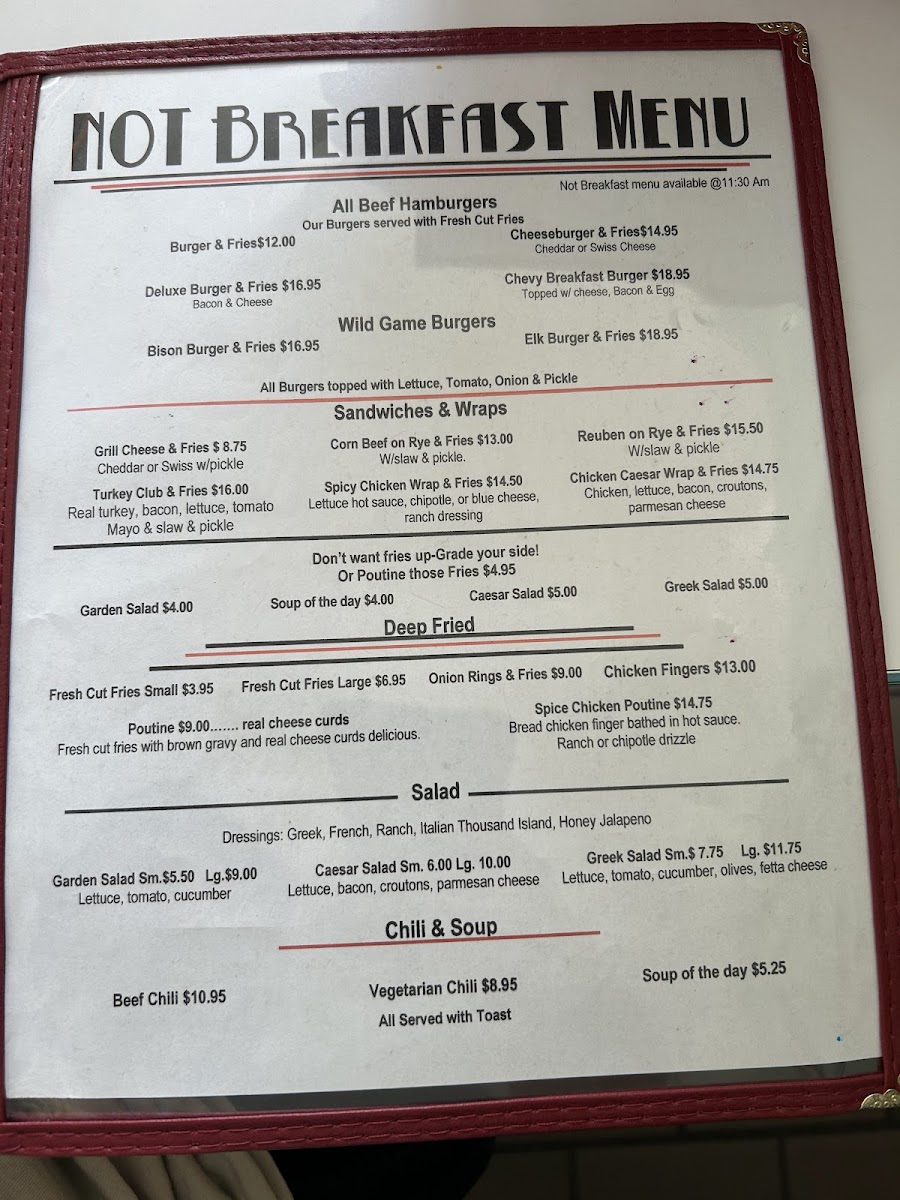 NOT BREAKFAST MENU
Not Breakfast menu available @11:30 Am
All Beef Hamburgers
Our Burgers served with Fresh Cut Fries
Burger & Fries$12.00
Cheeseburger & Fries$14.95
Cheddar or Swiss Cheese
Deluxe Burger & Fries $16.95
Bacon & Cheese
Chevy Breakfast Burger $18.95
Topped w/ cheese, Bacon & Egg
Wild Game Burgers
Bison Burger & Fries $16.95
Elk Burger & Fries $18.95
All Burgers topped with Lettuce, Tomato, Onion & Pickle
Sandwiches & Wraps
Grill Cheese & Fries $ 8.75
Cheddar or Swiss w/pickle
Corn Beef on Rye & Fries $13.00
W/slaw & pickle.
Reuben on Rye & Fries $15.50
W/slaw & pickle
Turkey Club & Fries $16.00
Real turkey, bacon, lettuce, tomato
Mayo & slaw & pickle
Spicy Chicken Wrap & Fries $14.50
Lettuce hot sauce, chipotle, or blue cheese,
ranch dressing
Chicken Caesar Wrap & Fries $14.75
Chicken, lettuce, bacon, croutons,
parmesan cheese
Don't want fries up-Grade your side!
Or Poutine those Fries $4.95
Garden Salad $4.00
Soup of the day $4.00
Caesar Salad $5.00
Greek Salad $5.00
Deep Fried
Fresh Cut Fries Small $3.95
Fresh Cut Fries Large $6.95
Onion Rings & Fries $9.00
Chicken Fingers $13.00
Poutine $9.00....... real cheese curds
Fresh cut fries with brown gravy and real cheese curds delicious.
Spice Chicken Poutine $14.75
Bread chicken finger bathed in hot sauce.
Ranch or chipotle drizzle
Salad
Dressings: Greek, French, Ranch, Italian Thousand Island, Honey Jalapeno
Garden Salad Sm.$5.50 Lg.$9.00
Lettuce, tomato, cucumber
Caesar Salad Sm. 6.00 Lg. 10.00
Lettuce, bacon, croutons, parmesan cheese
Greek Salad Sm.$ 7.75 Lg. $11.75
Lettuce, tomato, cucumber, olives, fetta cheese
Chili & Soup
Beef Chili $10.95
Vegetarian Chili $8.95
Soup of the day $5.25
All Served with Toast